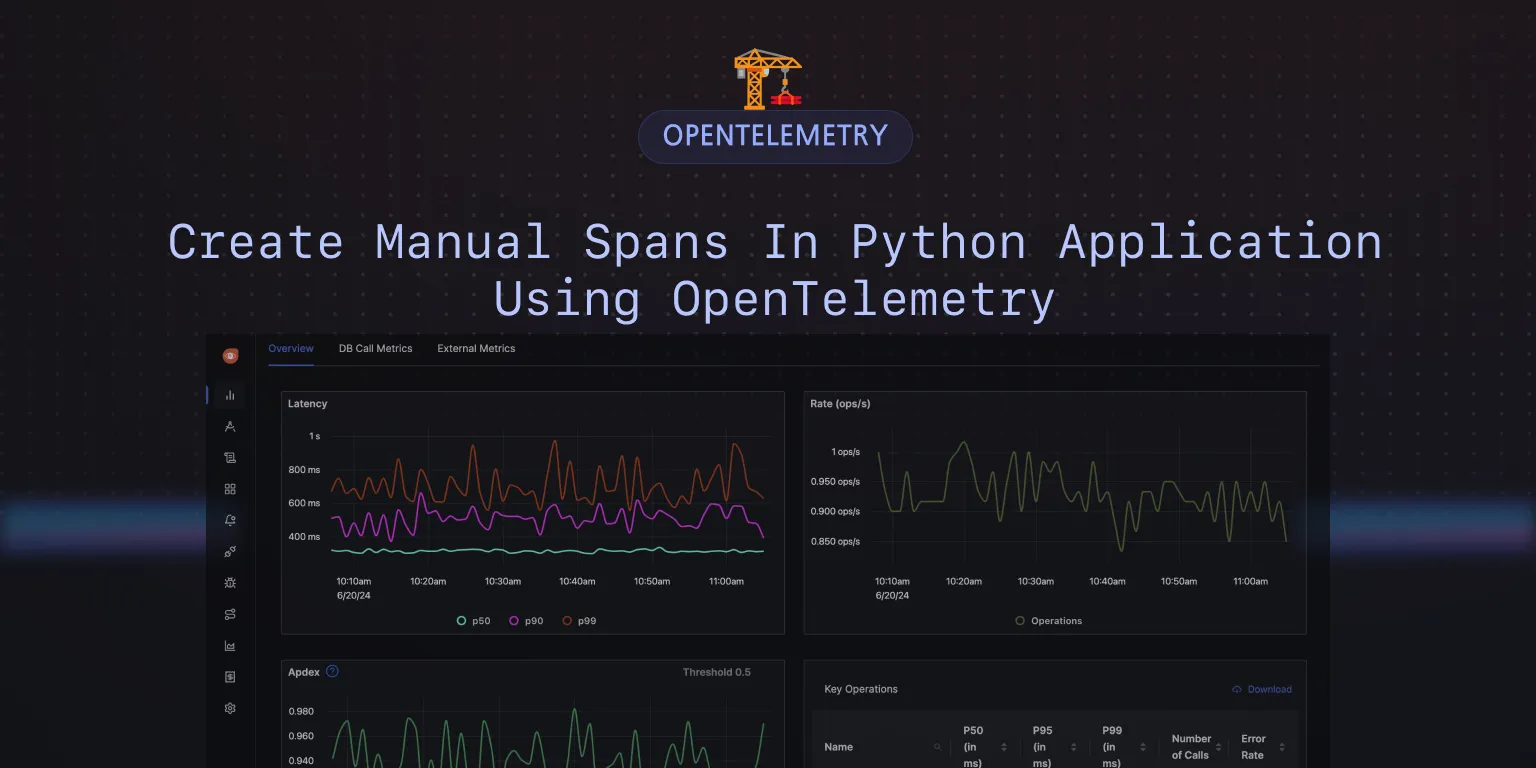 OPENTELEMETRY
Create Manual Spans In Python Application
Using OpenTelemetry
Overview DB Call Metrics External Metrics
Latency
1 s
800 ms
600 ms
400 ms
10:10am 10:20am 10:30am 10:40am 10:50am 11:00am
6/20/24
p50 p90 p99
Rate (ops/s)
1 ops/s
0.950 ops/s
0.900 ops/s
0.850 ops/s
10:10am 10:20am 10:30am 10:40am 10:50am 11:00am
6/20/24
Operations
Apdex ? Threshold 0.5
0.980
0.960
0.940
Key Operations Download
Name
P50
(in
ms)
P95
(in
ms)
P99
(in
ms)
Number
of Calls
Error
Rate